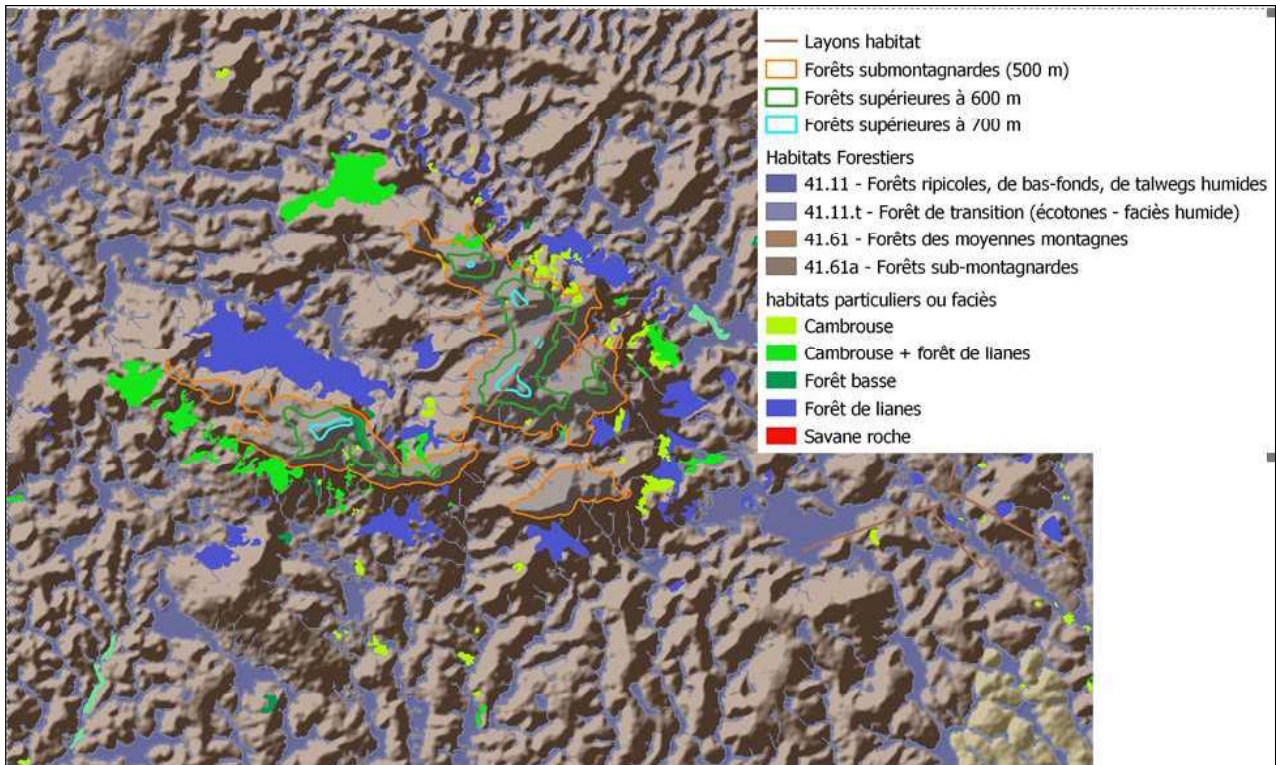 Layons habitat
Forêts submontagnardes (500 m)
Forêts supérieures à 600 m
Forêts supérieures à 700 m
Habitats Forestiers
41.11 - Forêts ripicoles, de bas-fonds, de talwegs humides
41.11.t - Forêt de transition (écotones - faciès humide)
41.61 - Forêts des moyennes montagnes
41.61a - Forêts sub-montagnardes
habitats particuliers ou faciès
Cambrouse
Cambrouse + forêt de lianes
Forêt basse
Forêt de lianes
Savane roche